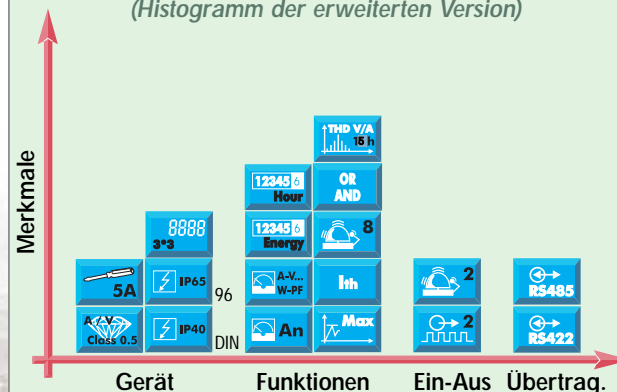 (Histogramm der erweiterten Version)
Merkmale
THD V/A
15 h
12345 6
Hour
OR
AND
8888
3*3
12345 6
Energy
8
5A
IP65
96
A-V...
W-PF
Ith
2
RS485
A / V
Class 0.5
IP40
DIN
An
Max
2
RS422
Gerät
Funktionen
Ein-Aus
Übertrag.